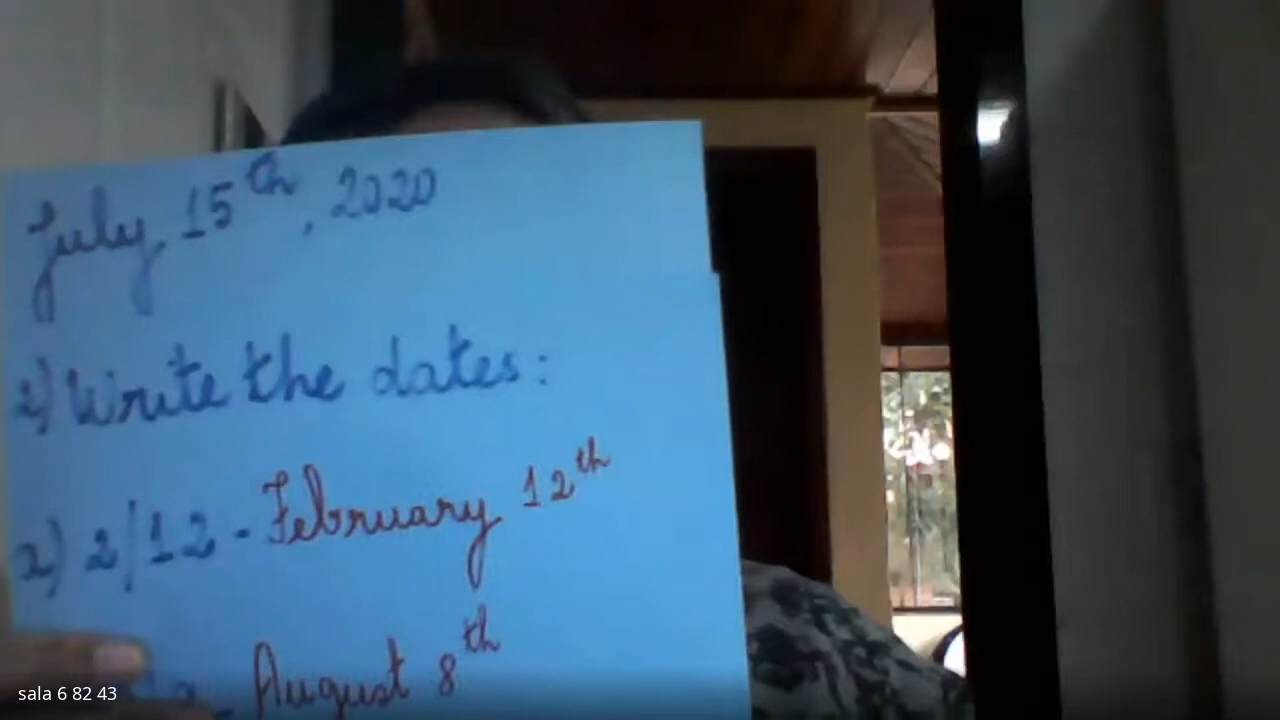 July, 15th, 2020
1) Write the dates:
a) 2/12 - February 12th
August 8th
sala 6 82 43